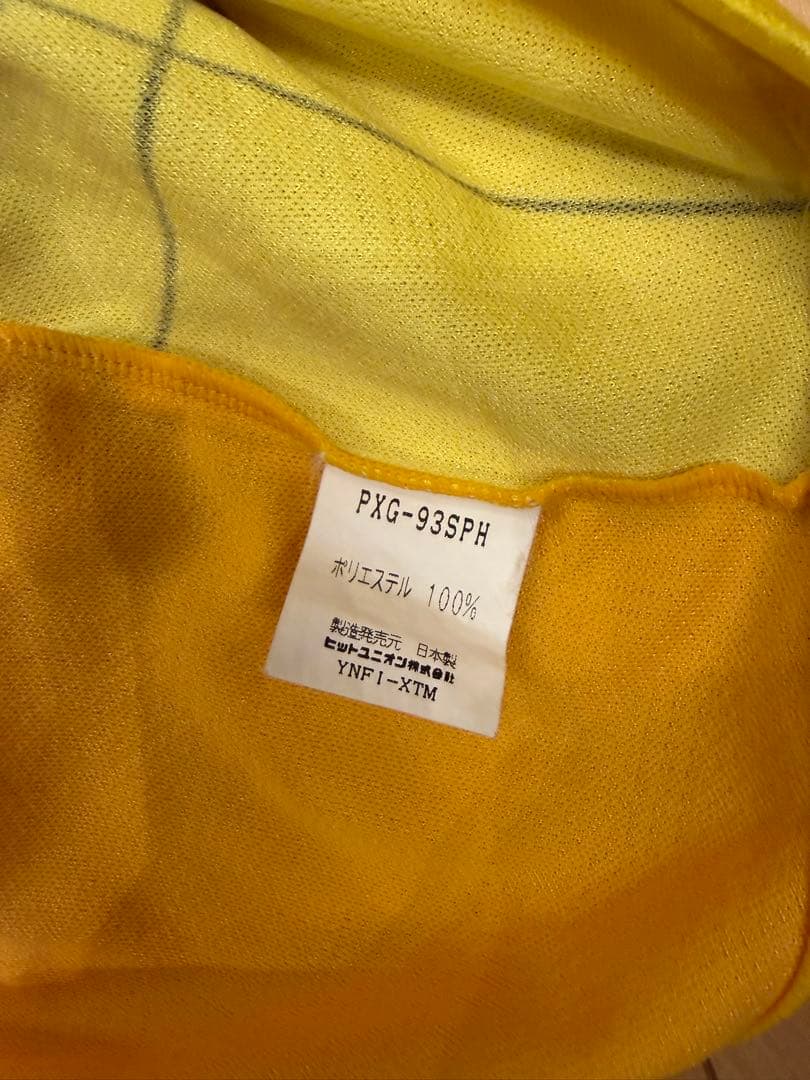 PXG-93SPH
ポリエステル 100%
製造発売元 日本製
ヒットユニオン株式會社
YNFI-XTM